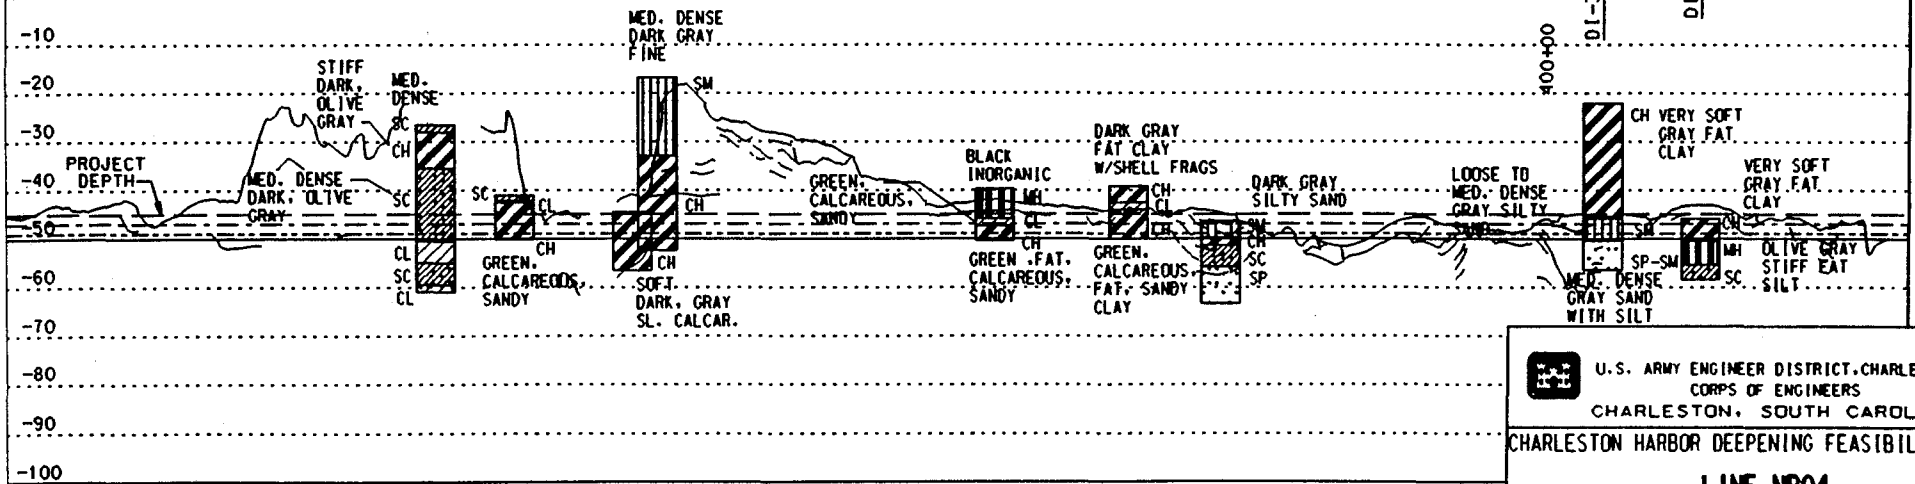 -10
-20
-30
-40
-50
-60
-70
-80
-90
-100
PROJECT
DEPTH
STIFF
DARK,
OLIVE
GRAY
MED.
DENSE
SC
CH
MED. DENSE
DARK, OLIVE
GRAY
SC
CL
SC
CL
SC
CL
CH
GREEN,
CALCAREOUS,
SANDY
MED. DENSE
DARK GRAY
FINE
SM
CH
CH
SOFT
DARK, GRAY
SL. CALCAR.
GREEN,
CALCAREOUS,
SANDY
BLACK
INORGANIC
MH
CL
CH
GREEN .FAT.
CALCAREOUS,
SANDY
DARK GRAY
FAT CLAY
W/SHELL FRAGS
CH
CL
CH
GREEN,
CALCAREOUS,
FAT, SANDY
CLAY
DARK GRAY
SILTY SAND
SM
CH
SC
SP
LOOSE TO
MED. DENSE
GRAY SILTY
SAND
400+00
DI-
CH VERY SOFT
GRAY FAT
CLAY
SM
SP-SM
MED. DENSE
GRAY SAND
WITH SILT
CH
MH
SC
VERY SOFT
GRAY FAT
CLAY
OLIVE GRAY
STIFF FAT
SILT
U.S. ARMY ENGINEER DISTRICT,CHARLE
CORPS OF ENGINEERS
CHARLESTON, SOUTH CAROL
CHARLESTON HARBOR DEEPENING FEASIBIL
LINE NB04